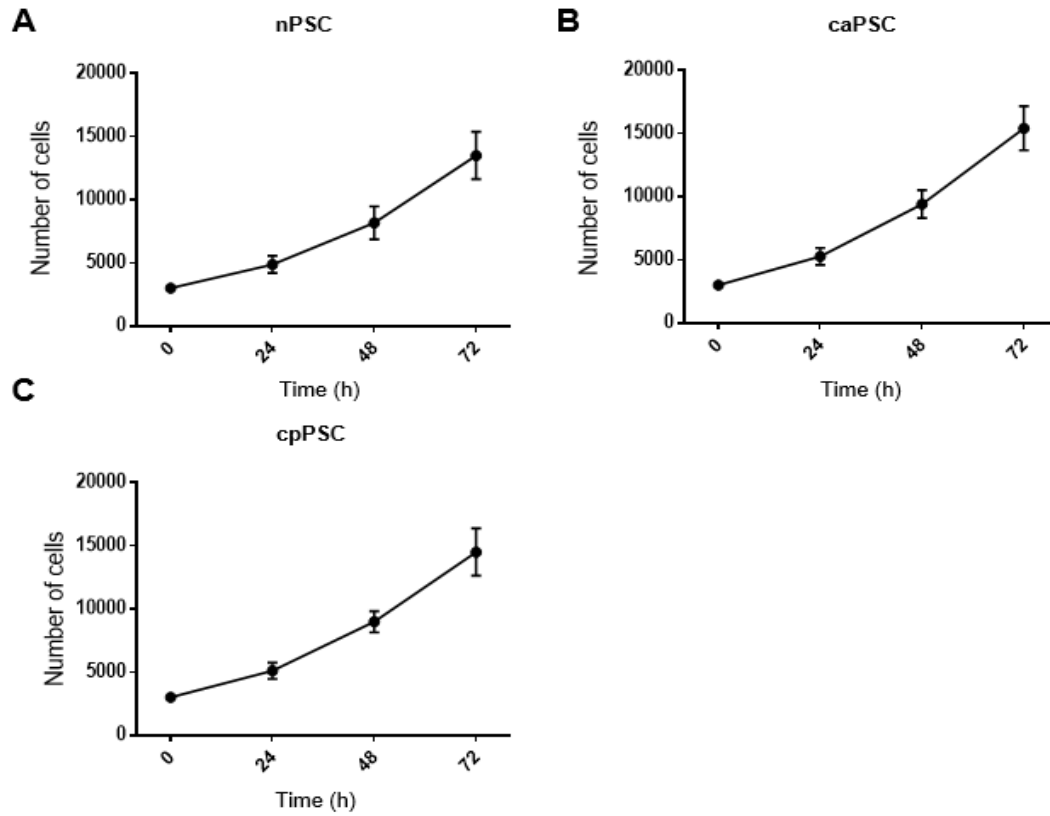 A
nPSC
20000
15000
10000
5000
0
Number of cells
0 24 48 72
Time (h)
B
caPSC
20000
15000
10000
5000
0
Number of cells
0 24 48 72
Time (h)
C
cpPSC
20000
15000
10000
5000
0
Number of cells
0 24 48 72
Time (h)